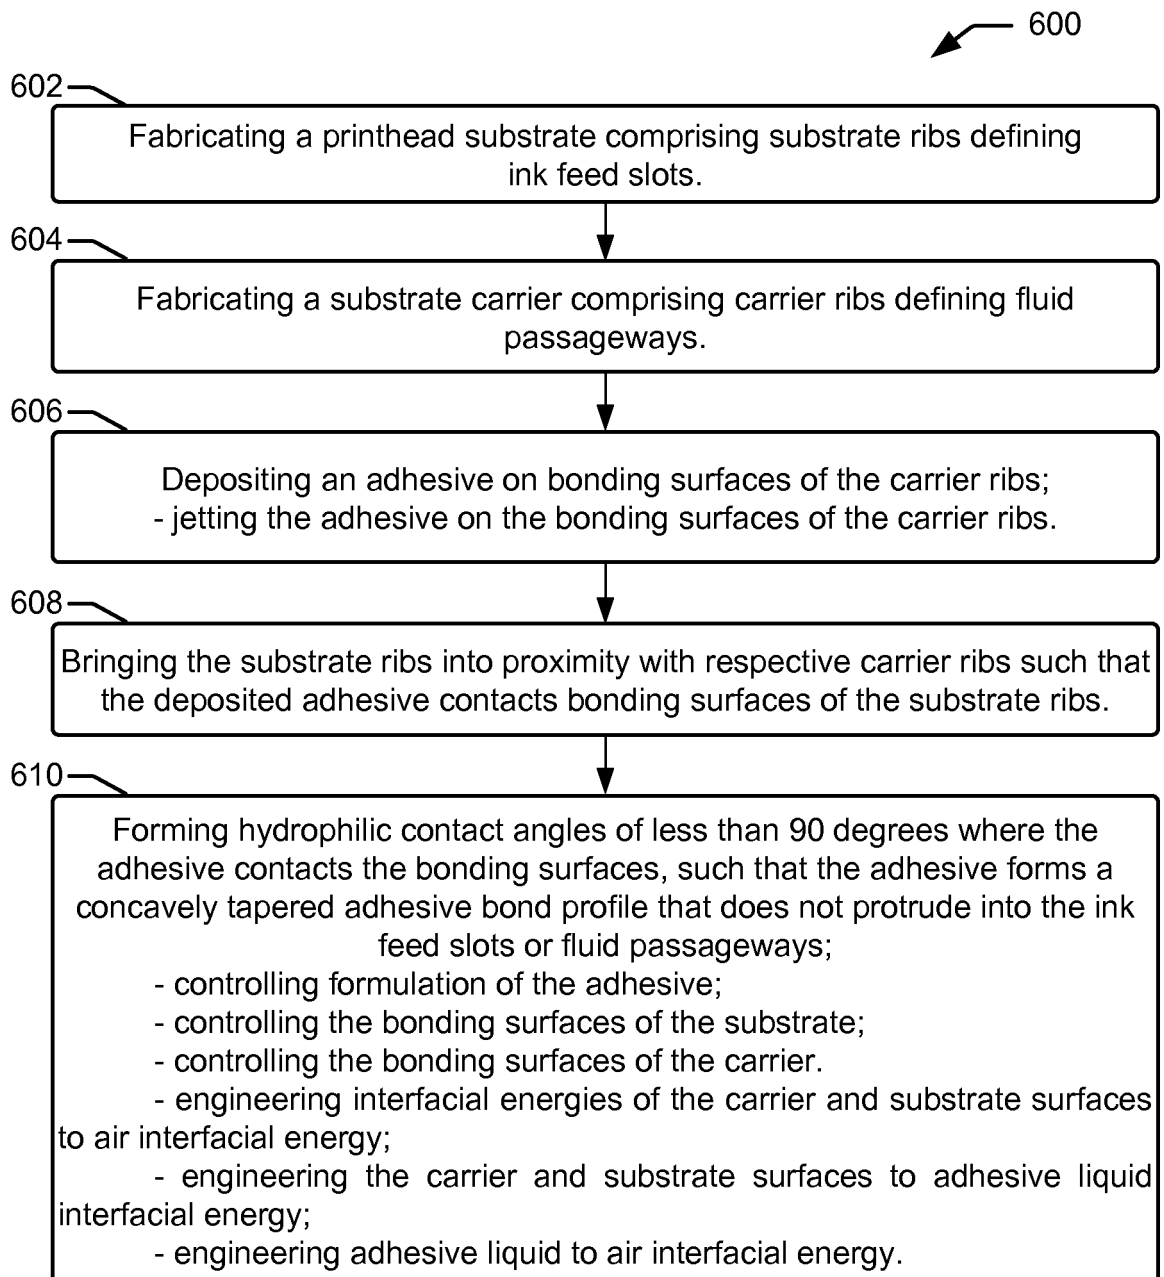 600
602
Fabricating a printhead substrate comprising substrate ribs defining
ink feed slots.
604
Fabricating a substrate carrier comprising carrier ribs defining fluid
passageways.
606
Depositing an adhesive on bonding surfaces of the carrier ribs;
- jetting the adhesive on the bonding surfaces of the carrier ribs.
608
Bringing the substrate ribs into proximity with respective carrier ribs such that
the deposited adhesive contacts bonding surfaces of the substrate ribs.
610
Forming hydrophilic contact angles of less than 90 degrees where the
adhesive contacts the bonding surfaces, such that the adhesive forms a
concavely tapered adhesive bond profile that does not protrude into the ink
feed slots or fluid passageways;
- controlling formulation of the adhesive;
- controlling the bonding surfaces of the substrate;
- controlling the bonding surfaces of the carrier.
- engineering interfacial energies of the carrier and substrate surfaces
to air interfacial energy;
- engineering the carrier and substrate surfaces to adhesive liquid
interfacial energy;
- engineering adhesive liquid to air interfacial energy.